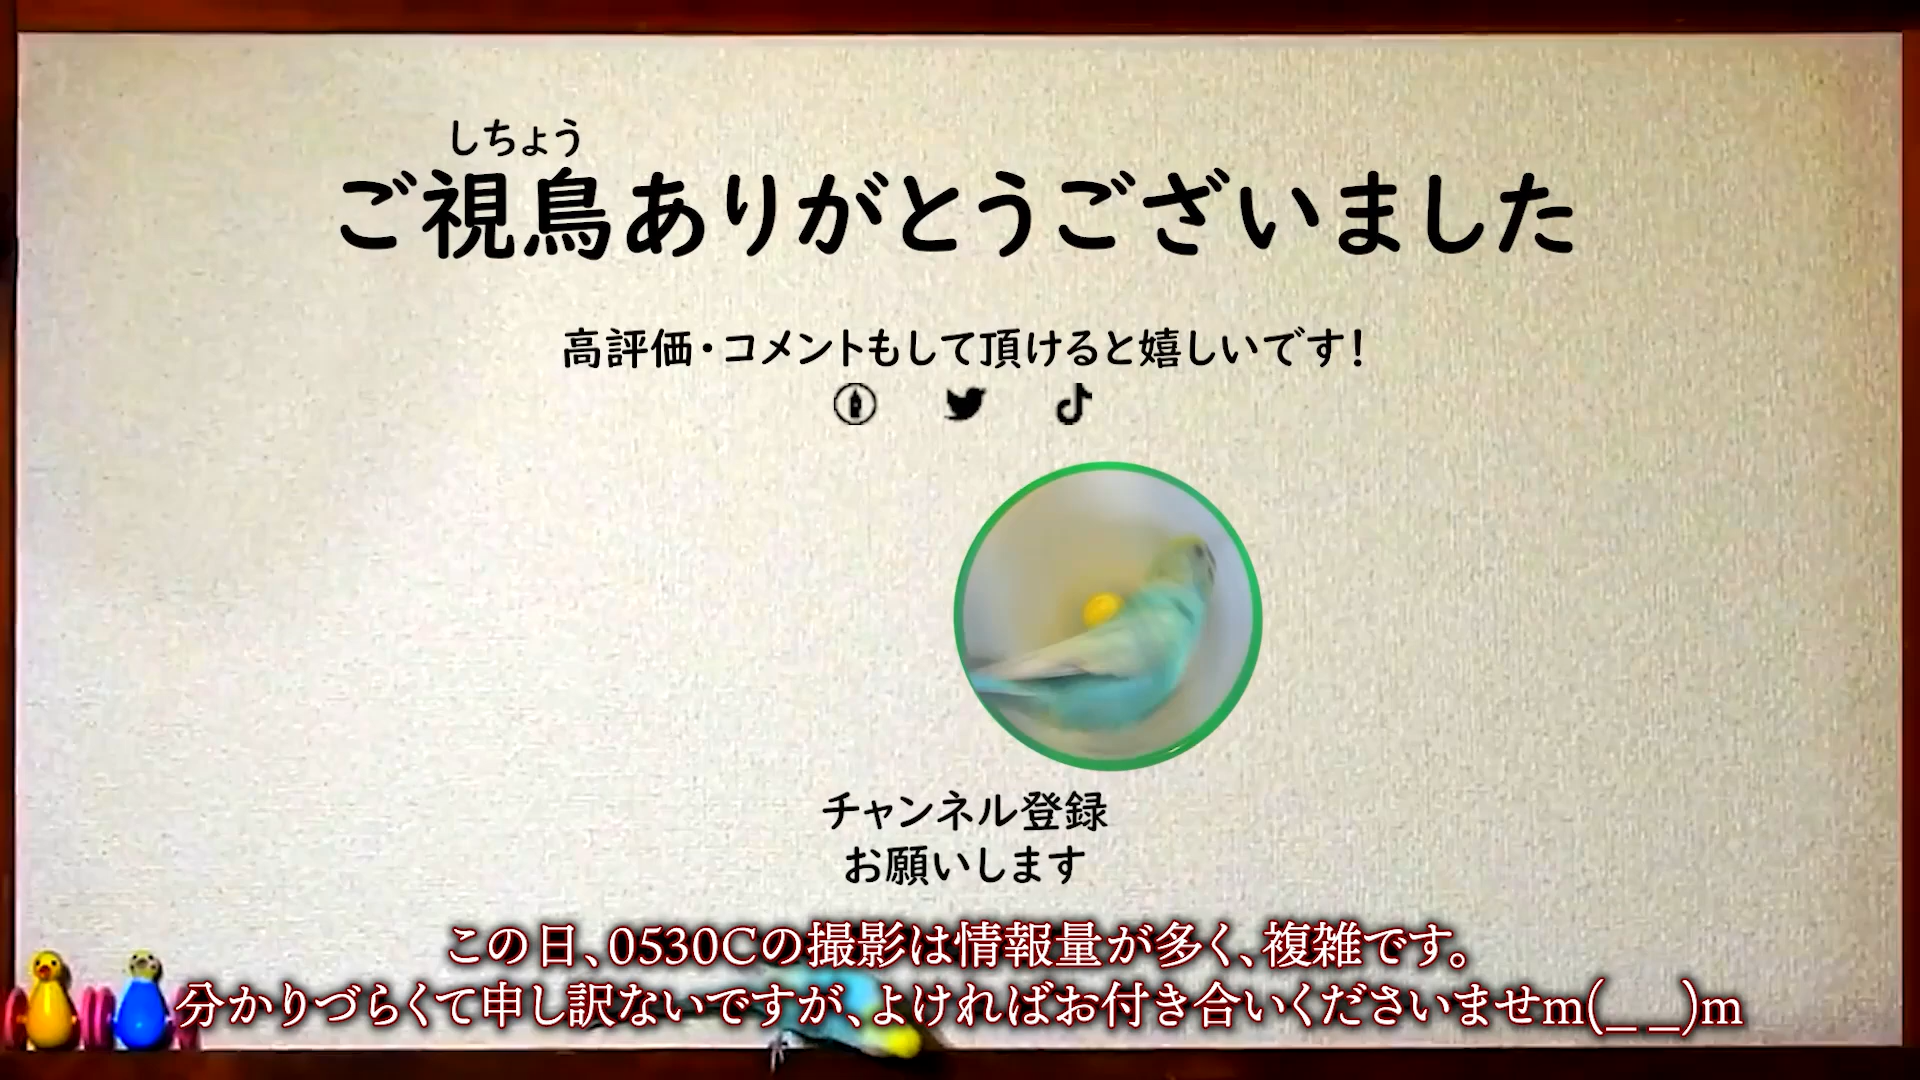 しちょう
ご視鳥ありがとうございました
高評価・コメントもして頂けると嬉しいです!
チャンネル登録
お願いします
この日、0530Cの撮影は情報量が多く、複雑です。
分かりづらくて申し訳ないですが、よければお付き合いくださいませm(_ _)m